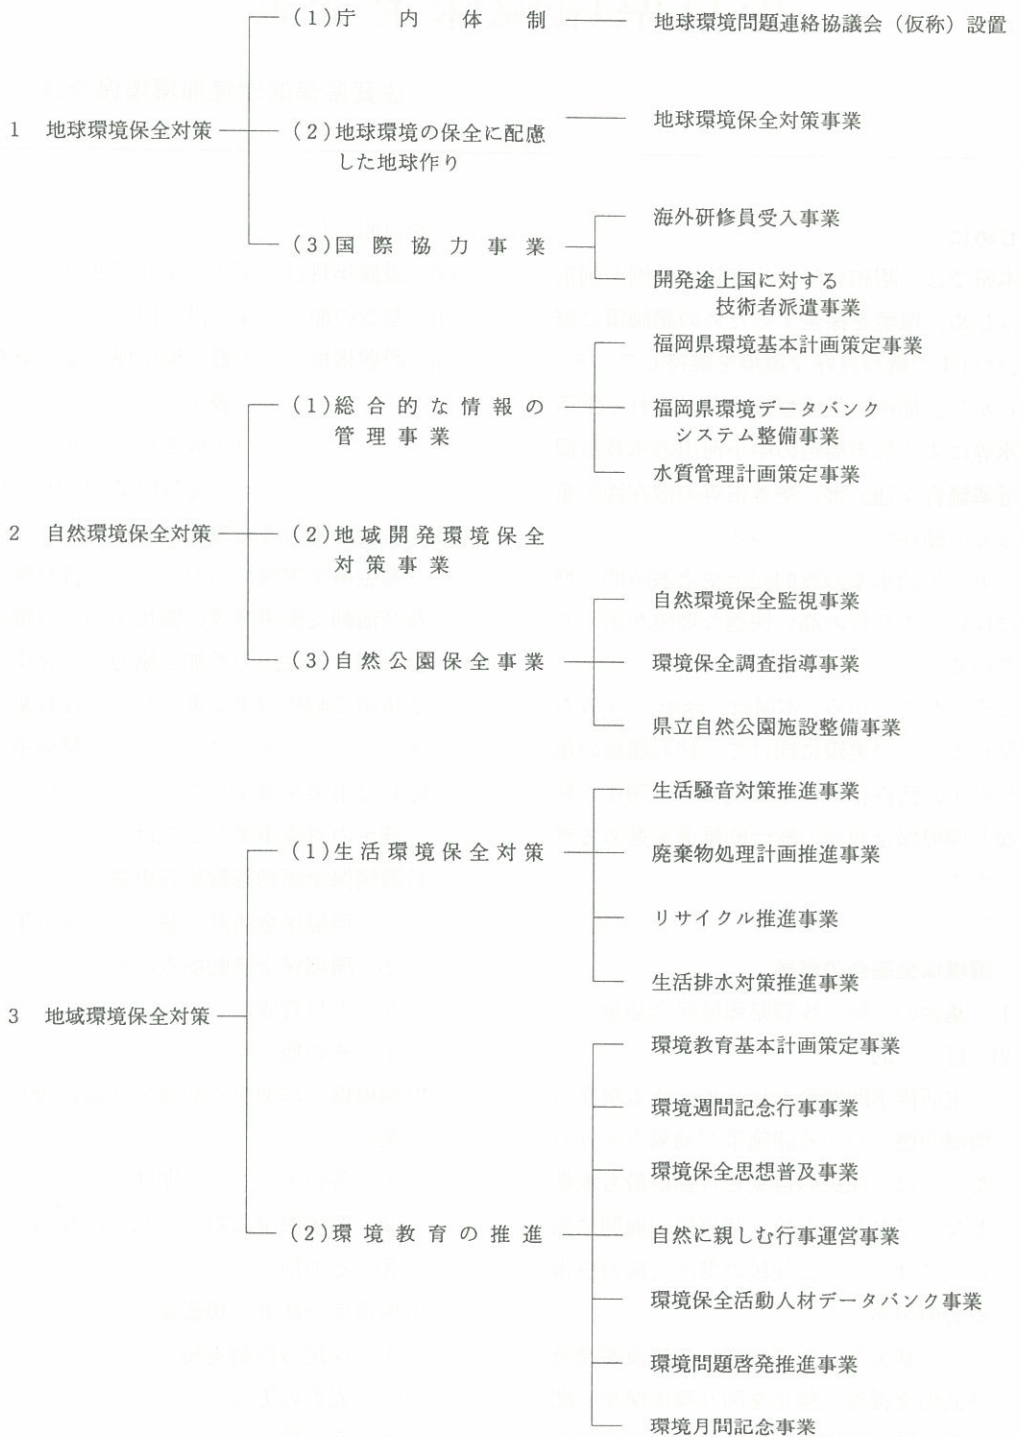 (1)庁内体制
地球環境問題連絡協議会（仮称）設置
1 地球環境保全対策
(2)地球環境の保全に配慮
した地球作り
地球環境保全対策事業
(3)国際協力事業
海外研修員受入事業
開発途上国に対する
技術者派遣事業
福岡県環境基本計画策定事業
(1)総合的な情報の
管理事業
福岡県環境データバンク
システム整備事業
水質管理計画策定事業
2 自然環境保全対策
(2)地域開発環境保全
対策事業
自然環境保全監視事業
(3)自然公園保全事業
環境保全調査指導事業
県立自然公園施設整備事業
生活騒音対策推進事業
(1)生活環境保全対策
廃棄物処理計画推進事業
リサイクル推進事業
生活排水対策推進事業
3 地域環境保全対策
環境教育基本計画策定事業
環境週間記念行事事業
環境保全思想普及事業
(2)環境教育の推進
自然に親しむ行事運営事業
環境保全活動人材データバンク事業
環境問題啓発推進事業
環境月間記念事業